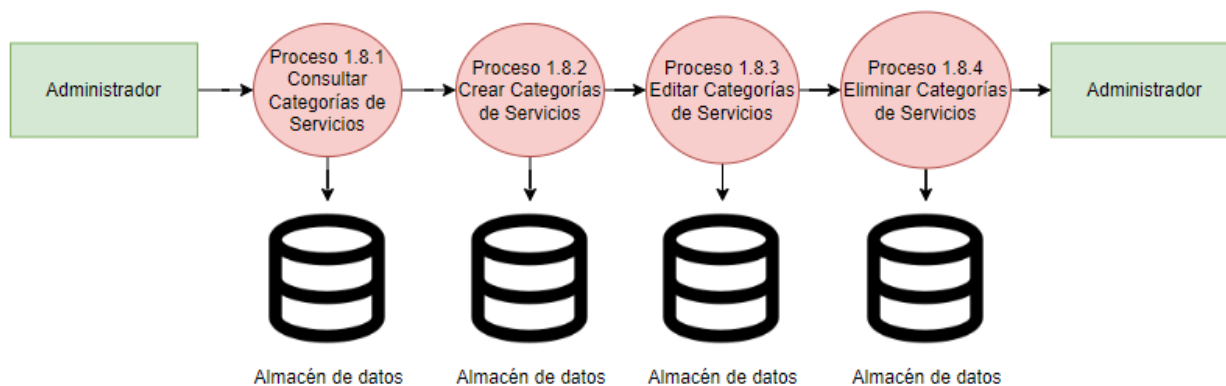 Administrador
Proceso 1.8.1
Consultar
Categorías de
Servicios
Proceso 1.8.2
Crear Categorías
de Servicios
Proceso 1.8.3
Editar Categorías
de Servicios
Proceso 1.8.4
Eliminar Categorías
de Servicios
Administrador
Almacén de datos
Almacén de datos
Almacén de datos
Almacén de datos